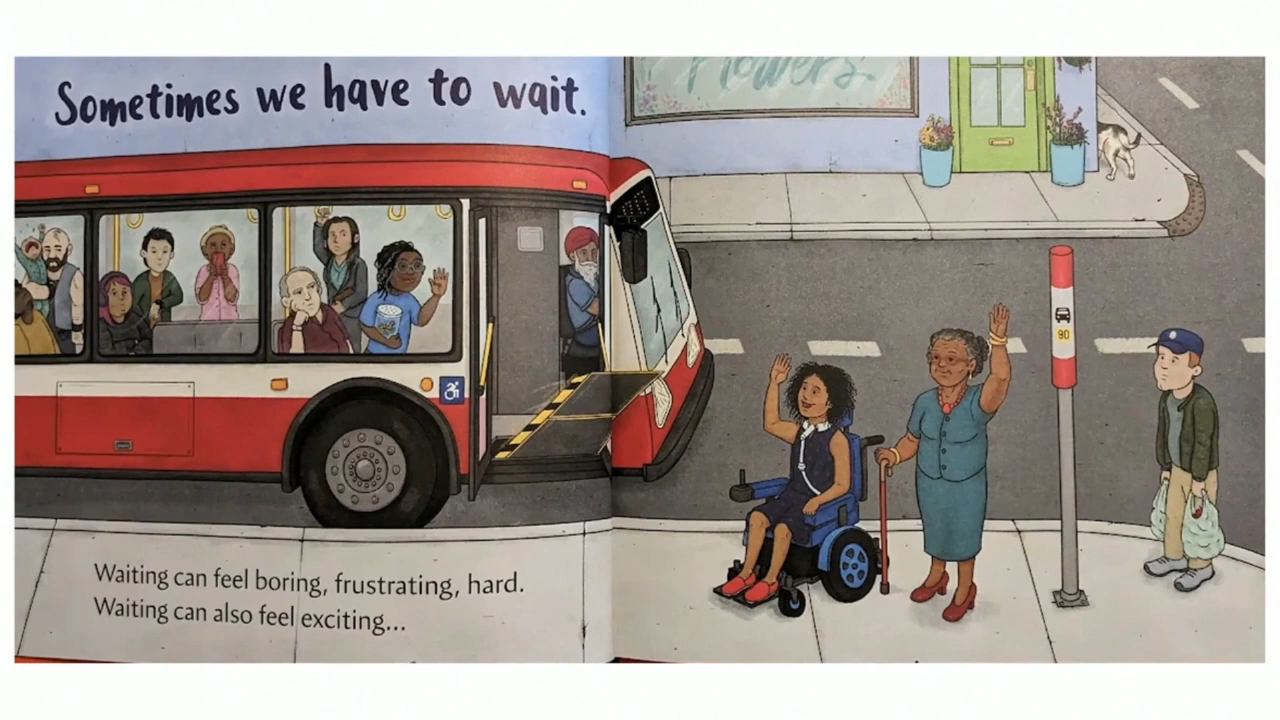 Sometimes we have to wait.
Flowers
90
Waiting can feel boring, frustrating, hard.
Waiting can also feel exciting...